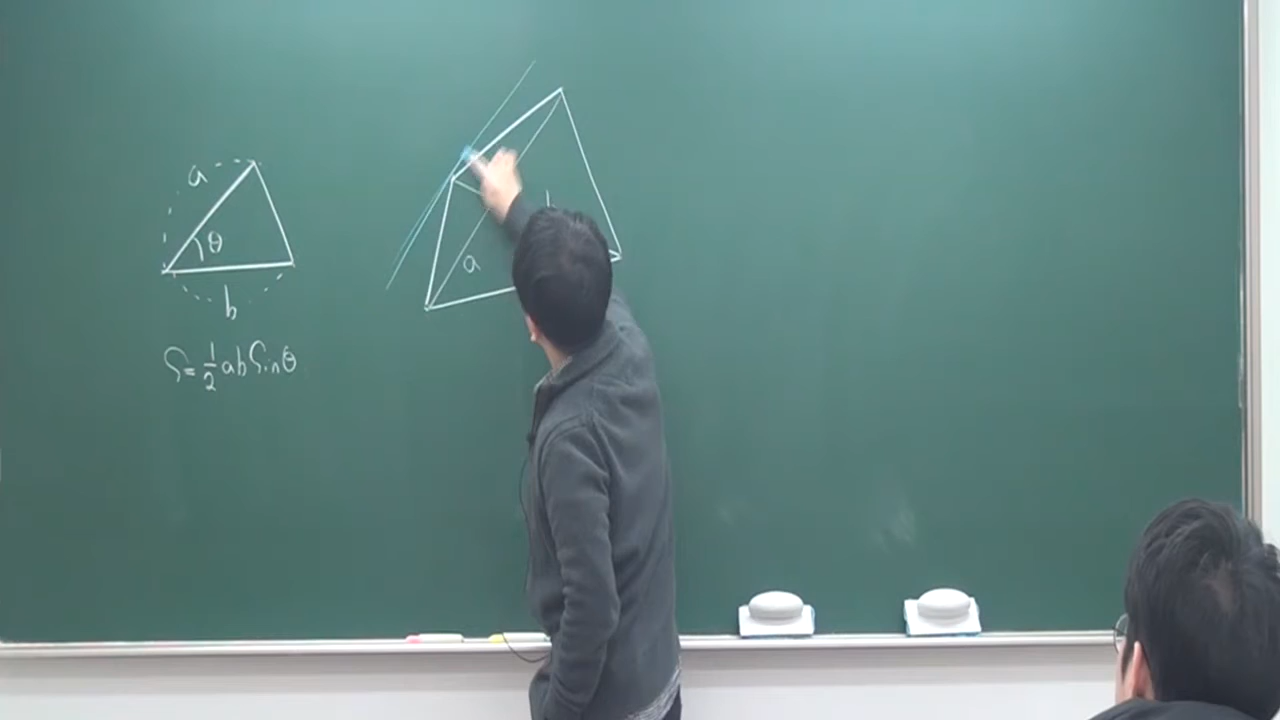 a
θ
b
S=1/2 ab Sinθ
a